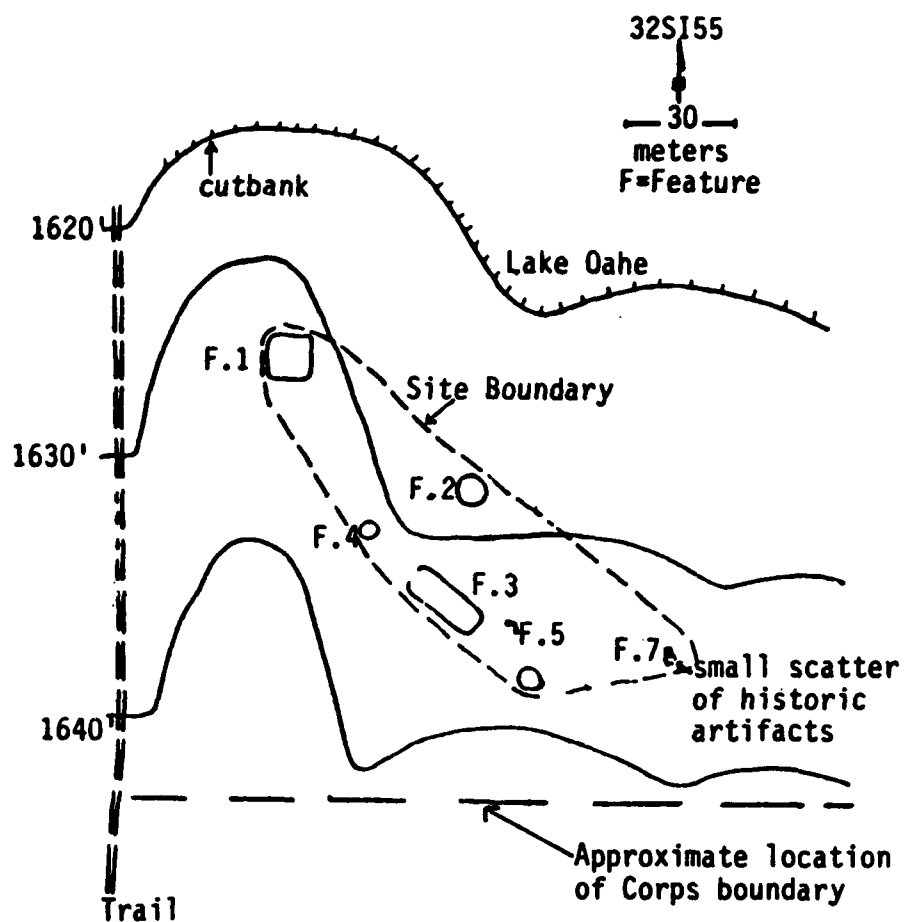 32SI55
30
meters
F=Feature
cutbank
1620'
Lake Oahe
F.1
Site Boundary
1630'
F.2
F.4
F.3
F.5
F.7
small scatter
of historic
artifacts
1640'
Approximate location
of Corps boundary
Trail